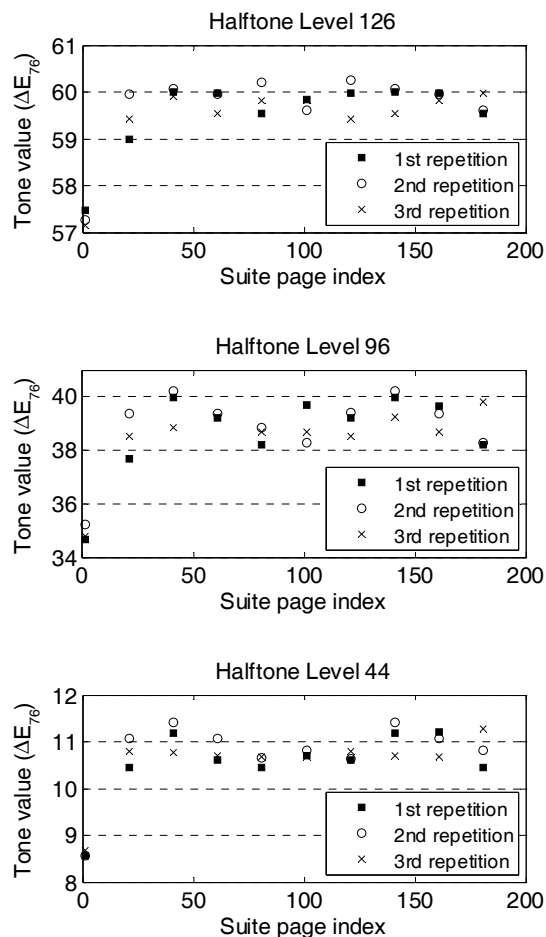 Halftone Level 126
Tone value (ΔE76)
61
60
59
58
57
0
50
100
150
200
Suite page index
1st repetition
2nd repetition
3rd repetition
Halftone Level 96
Tone value (ΔE76)
40
38
36
34
0
50
100
150
200
Suite page index
1st repetition
2nd repetition
3rd repetition
Halftone Level 44
Tone value (ΔE76)
12
11
10
9
8
0
50
100
150
200
Suite page index
1st repetition
2nd repetition
3rd repetition